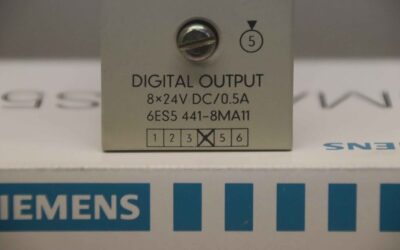 5
DIGITAL OUTPUT
8×24V DC/0.5A
6ES5 441-8MA11
1 2 3 5 6
SIEMENS